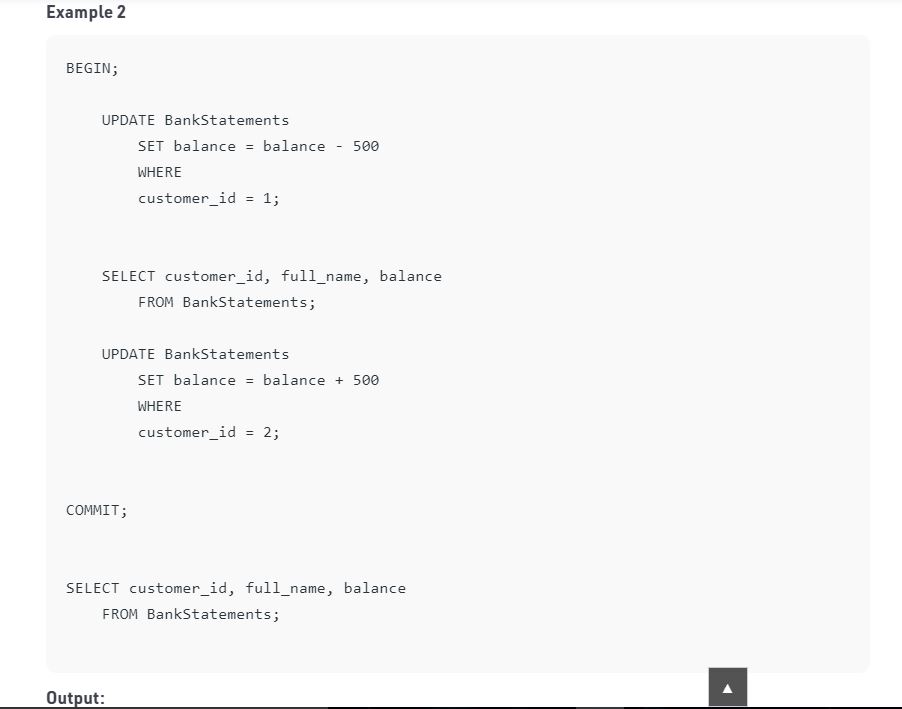 Example 2
BEGIN;
UPDATE BankStatements
SET balance = balance - 500
WHERE
customer_id = 1;
SELECT customer_id, full_name, balance
FROM BankStatements;
UPDATE BankStatements
SET balance = balance + 500
WHERE
customer_id = 2;
COMMIT;
SELECT customer_id, full_name, balance
FROM BankStatements;
Output: